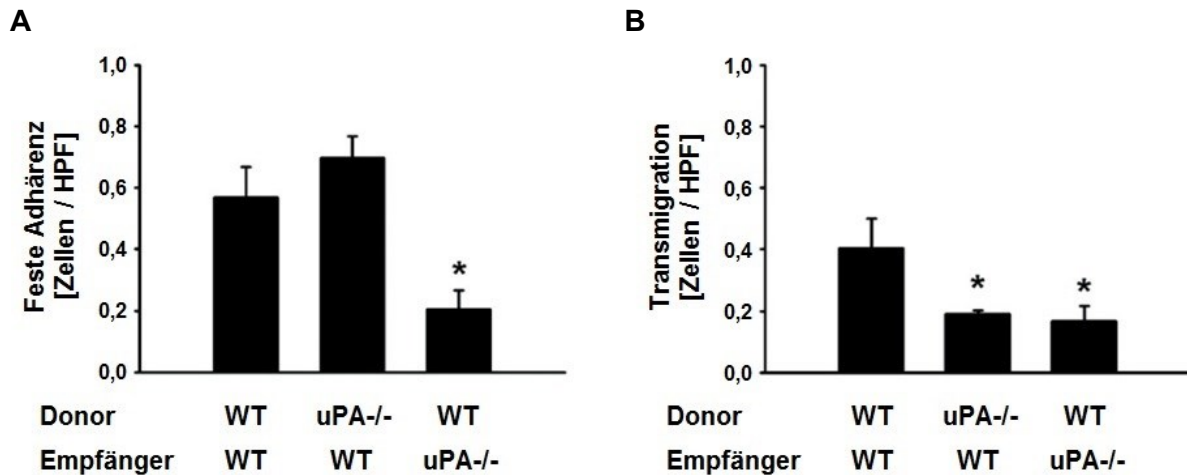 A
Feste Adhärenz
[Zellen / HPF]
1,0
0,8
0,6
0,4
0,2
0,0
*
Donor WT uPA-/- WT
Empfänger WT WT uPA-/-
B
Transmigration
[Zellen / HPF]
1,0
0,8
0,6
0,4
0,2
0,0
* *
Donor WT uPA-/- WT
Empfänger WT WT uPA-/-